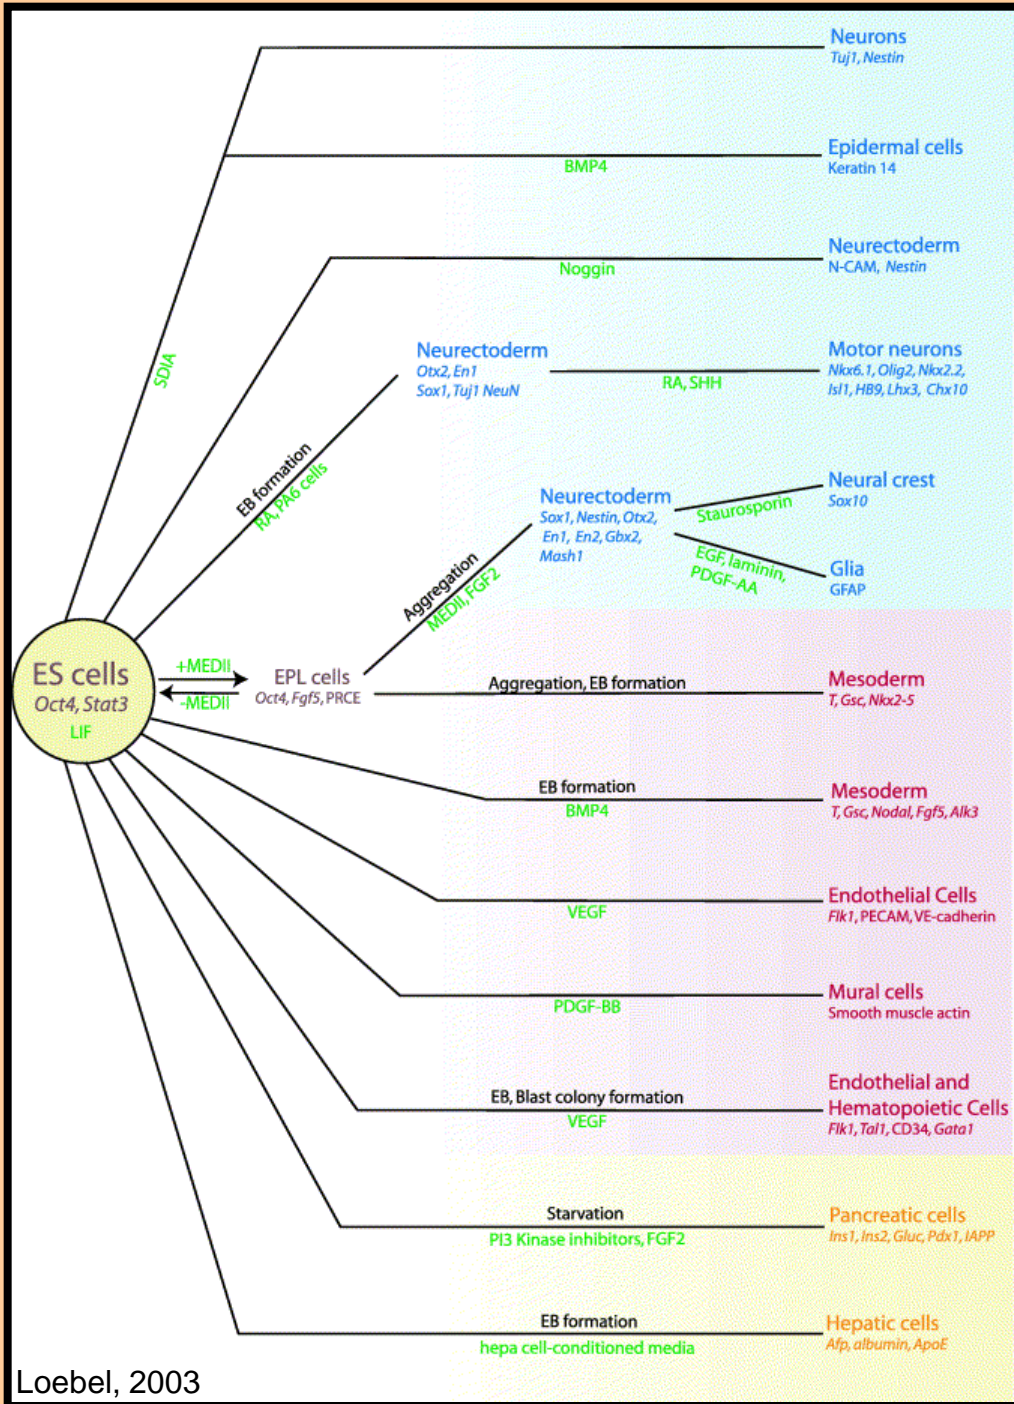 Neurons
Tuj1, Nestin
Epidermal cells
Keratin 14
BMP4
Neurectoderm
N-CAM, Nestin
Noggin
SDIA
Neurectoderm
Otx2, En1
Sox1, Tuj1 NeuN
RA, SHH
Motor neurons
Nkx6.1, Olig2, Nkx2.2,
Isl1, HB9, Lhx3, Chx10
EB formation
RA, PA6 cells
Neurectoderm
Sox1, Nestin, Otx2,
En1, En2, Gbx2,
Mash1
Staurosporin
Neural crest
Sox10
EGF, laminin,
PDGF-AA
Glia
GFAP
Aggregation
MEDII, FGF2
ES cells
Oct4, Stat3
LIF
+MEDII
-MEDII
EPL cells
Oct4, Fgf5, PRCE
Aggregation, EB formation
Mesoderm
T, Gsc, Nkx2-5
EB formation
BMP4
Mesoderm
T, Gsc, Nodal, Fgf5, Alk3
VEGF
Endothelial Cells
Flk1, PECAM, VE-cadherin
PDGF-BB
Mural cells
Smooth muscle actin
EB, Blast colony formation
VEGF
Endothelial and
Hematopoietic Cells
Flk1, Tal1, CD34, Gata1
Starvation
PI3 Kinase inhibitors, FGF2
Pancreatic cells
Ins1, Ins2, Gluc, Pdx1, IAPP
EB formation
hepa cell-conditioned media
Hepatic cells
Afp, albumin, ApoE
Loebel, 2003